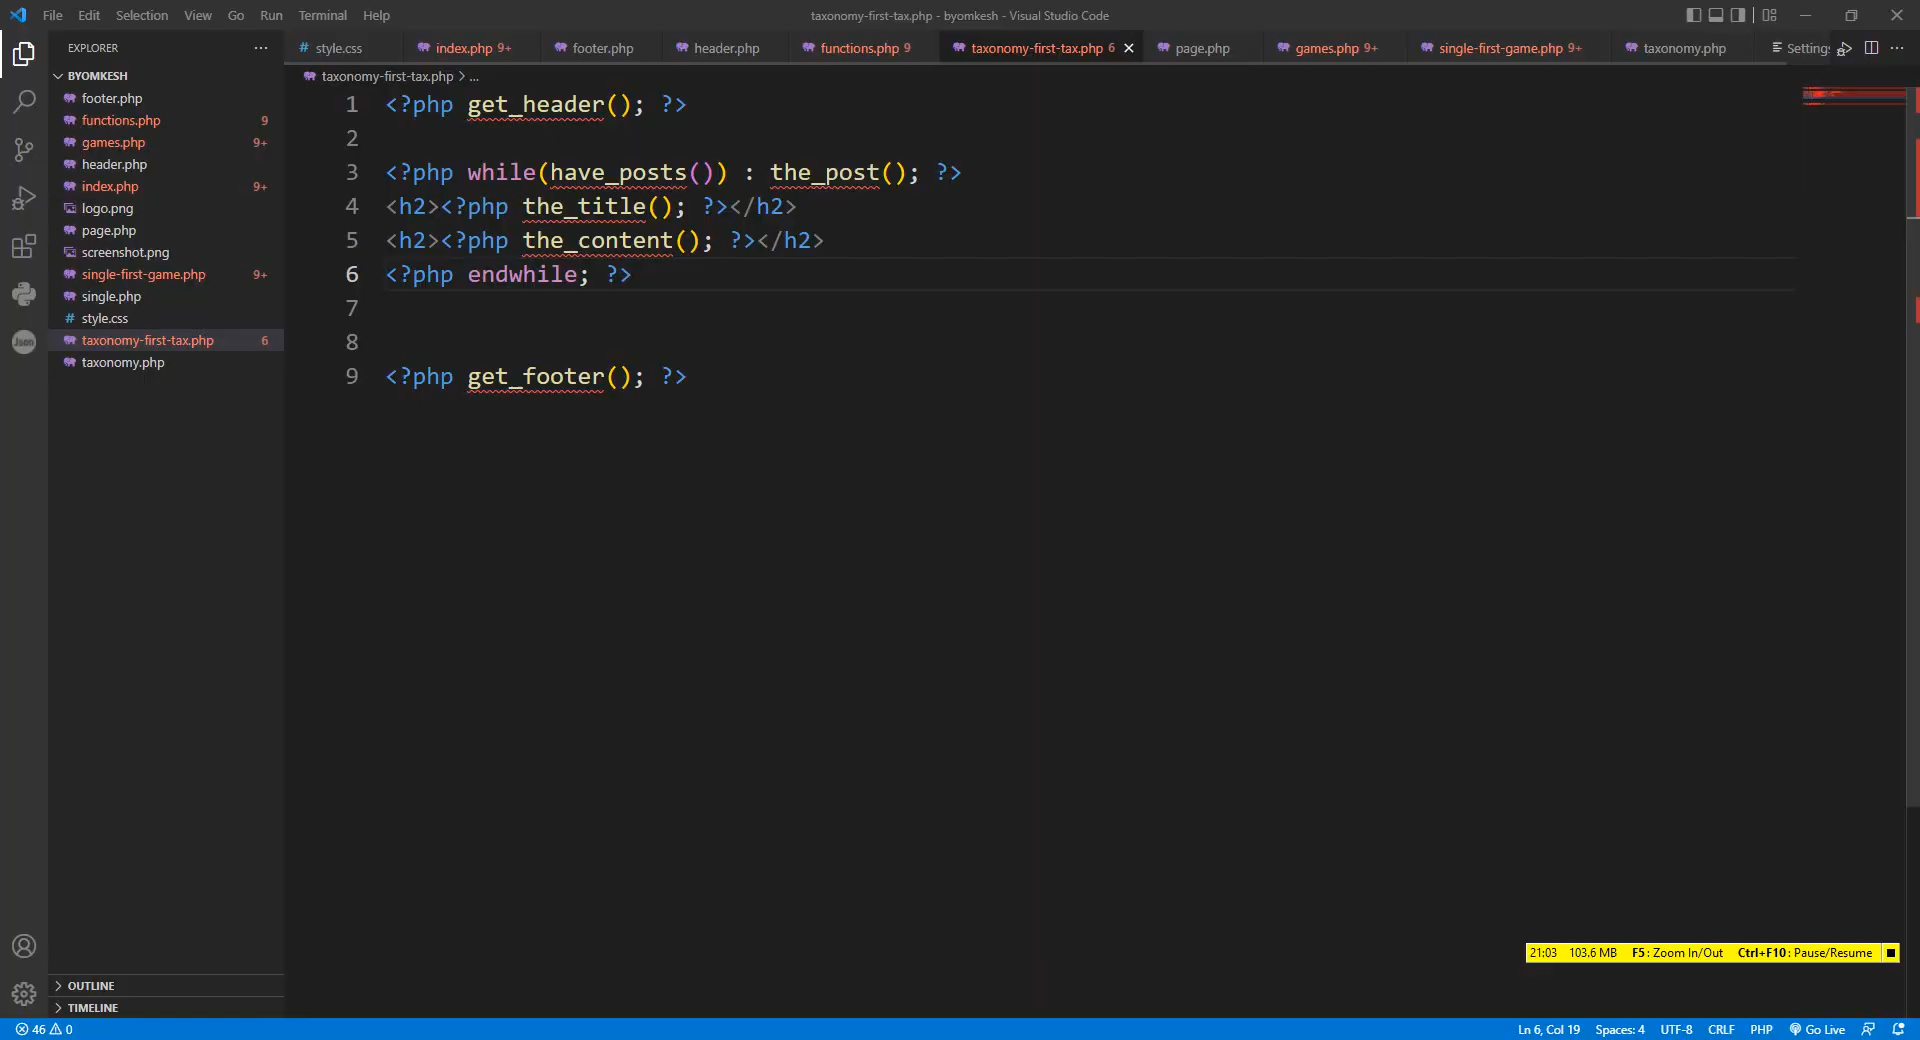 File Edit Selection View Go Run Terminal Help
taxonomy-first-tax.php - byomkesh - Visual Studio Code
EXPLORER
# style.css
index.php 9+
footer.php
header.php
functions.php 9
taxonomy-first-tax.php 6
page.php
games.php 9+
single-first-game.php 9+
taxonomy.php
Settings
taxonomy-first-tax.php > ...
BYOMKESH
footer.php
functions.php 9
games.php 9+
header.php
index.php 9+
logo.png
page.php
screenshot.png
single-first-game.php 9+
single.php
# style.css
taxonomy-first-tax.php 6
taxonomy.php
Json
OUTLINE
TIMELINE
1 <?php get_header(); ?>
2
3 <?php while(have_posts()) : the_post(); ?>
4 <h2><?php the_title(); ?></h2>
5 <h2><?php the_content(); ?></h2>
6 <?php endwhile; ?>
7
8
9 <?php get_footer(); ?>
21:03 103.6 MB F5: Zoom In/Out Ctrl+F10: Pause/Resume
46 0
Ln 6, Col 19 Spaces: 4 UTF-8 CRLF PHP Go Live